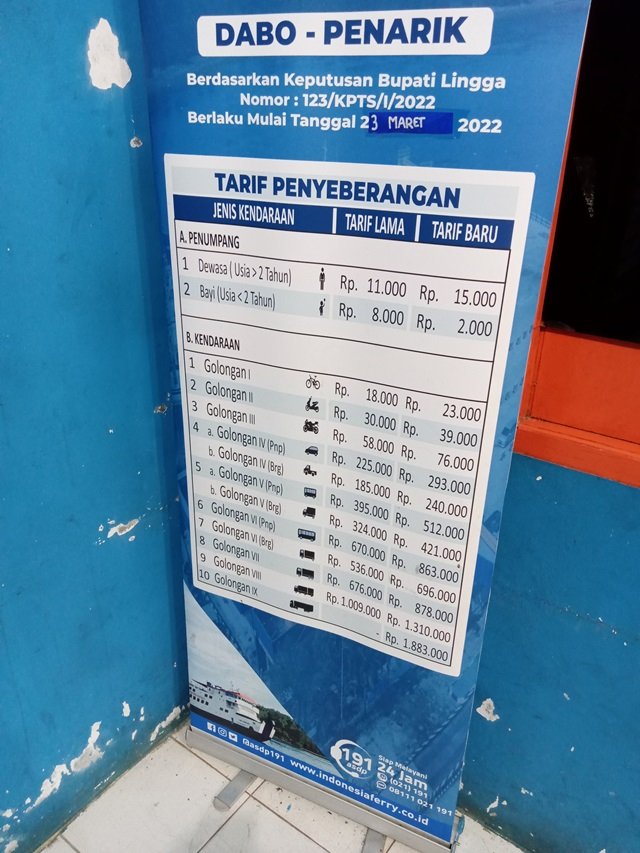 DABO - PENARIK
Berdasarkan Keputusan Bupati Lingga
Nomor : 123/KPTS/I/2022
Berlaku Mulai Tanggal 23 MARET 2022
TARIF PENYEBERANGAN
JENIS KENDARAAN TARIF LAMA TARIF BARU
A. PENUMPANG
1 Dewasa ( Usia > 2 Tahun) Rp. 11.000 Rp. 15.000
2 Bayi (Usia < 2 Tahun) Rp. 8.000 Rp. 2.000
B. KENDARAAN
1 Golongan I Rp. 18.000 Rp. 23.000
2 Golongan II Rp. 30.000 Rp. 39.000
3 Golongan III Rp. 58.000 Rp. 76.000
4 a. Golongan IV (Pnp) Rp. 225.000 Rp. 293.000
b. Golongan IV (Brg) Rp. 185.000 Rp. 240.000
5 a. Golongan V (Pnp) Rp. 395.000 Rp. 512.000
b. Golongan V (Brg) Rp. 324.000 Rp. 421.000
6 Golongan VI (Pnp) Rp. 670.000 Rp. 863.000
7 Golongan VI (Brg) Rp. 536.000 Rp. 696.000
8 Golongan VII Rp. 676.000 Rp. 878.000
9 Golongan VIII Rp. 1.009.000 Rp. 1.310.000
10 Golongan IX - Rp. 1.883.000
@asdp191 www.indonesiaferry.co.id
191
asdp
Siap Melayani
24 Jam
(021) 191
08111 021 191